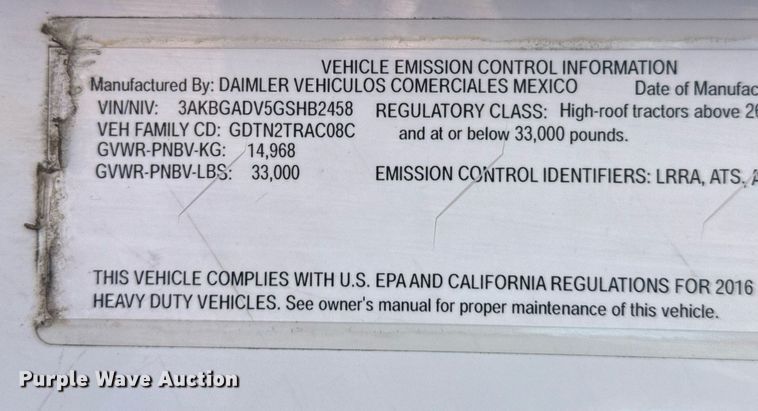 VEHICLE EMISSION CONTROL INFORMATION
Manufactured By: DAIMLER VEHICULOS COMERCIALES MEXICO Date of Manufac
VIN/NIV: 3AKBGADV5GSHB2458 REGULATORY CLASS: High-roof tractors above 26
VEH FAMILY CD: GDTN2TRAC08C and at or below 33,000 pounds.
GVWR-PNBV-KG: 14,968
GVWR-PNBV-LBS: 33,000 EMISSION CONTROL IDENTIFIERS: LRRA, ATS,
THIS VEHICLE COMPLIES WITH U.S. EPA AND CALIFORNIA REGULATIONS FOR 2016
HEAVY DUTY VEHICLES. See owner's manual for proper maintenance of this vehicle.
Purple Wave Auction